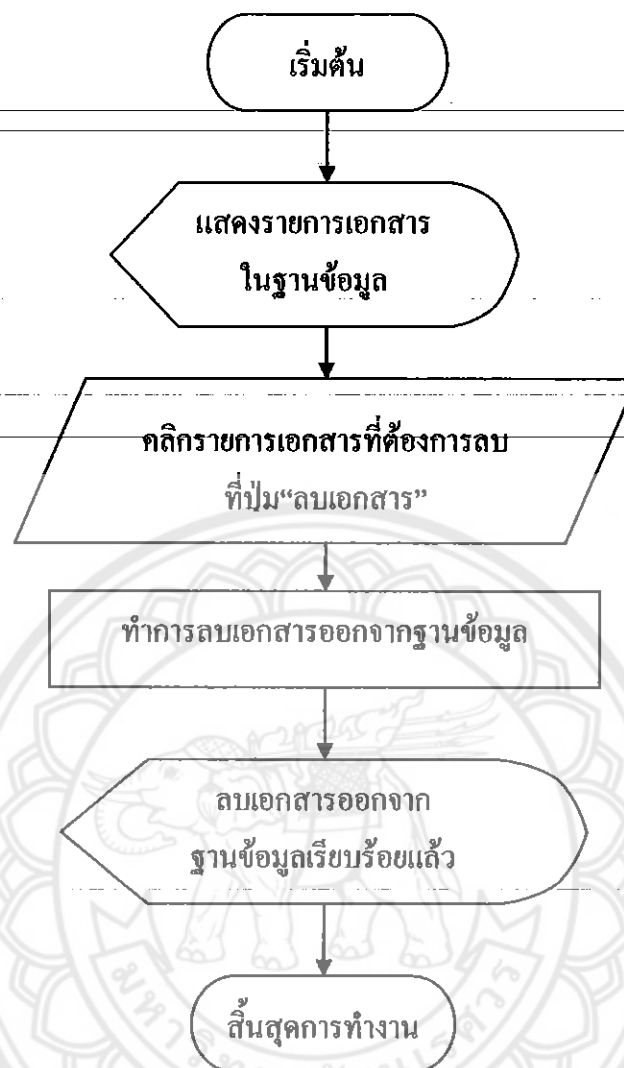 เริ่มต้น
แสดงรายการเอกสาร
ในฐานข้อมูล
คลิกรายการเอกสารที่ต้องการลบ
ที่ปุ่ม“ลบเอกสาร”
ทำการลบเอกสารออกจากฐานข้อมูล
ลบเอกสารออกจาก
ฐานข้อมูลเรียบร้อยแล้ว
สิ้นสุดการทำงาน